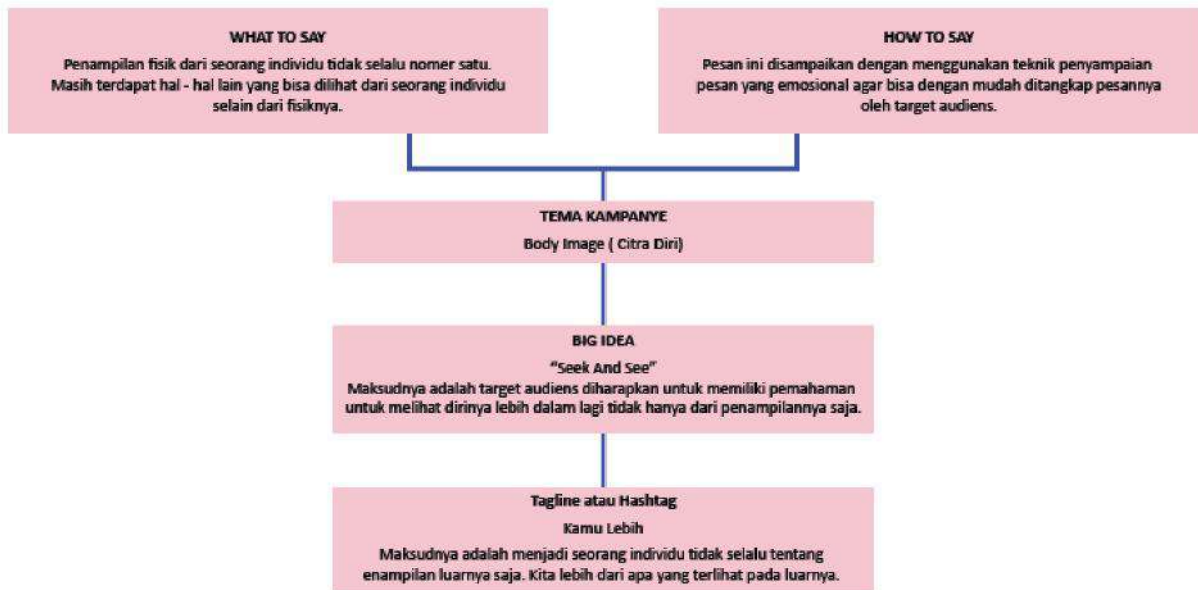 WHAT TO SAY
Penampilan fisik dari seorang individu tidak selalu nomer satu.
Masih terdapat hal - hal lain yang bisa dilihat dari seorang individu
selain dari fisiknya.
HOW TO SAY
Pesan ini disampaikan dengan menggunakan teknik penyampaian
pesan yang emosional agar bisa dengan mudah ditangkap pesannya
oleh target audiens.
TEMA KAMPANYE
Body Image ( Citra Diri)
BIG IDEA
“Seek And See”
Maksudnya adalah target audiens diharapkan untuk memiliki pemahaman
untuk melihat dirinya lebih dalam lagi tidak hanya dari penampilannya saja.
Tagline atau Hashtag
Kamu Lebih
Maksudnya adalah menjadi seorang individu tidak selalu tentang
enampilan luarnya saja. Kita lebih dari apa yang terlihat pada luarnya.